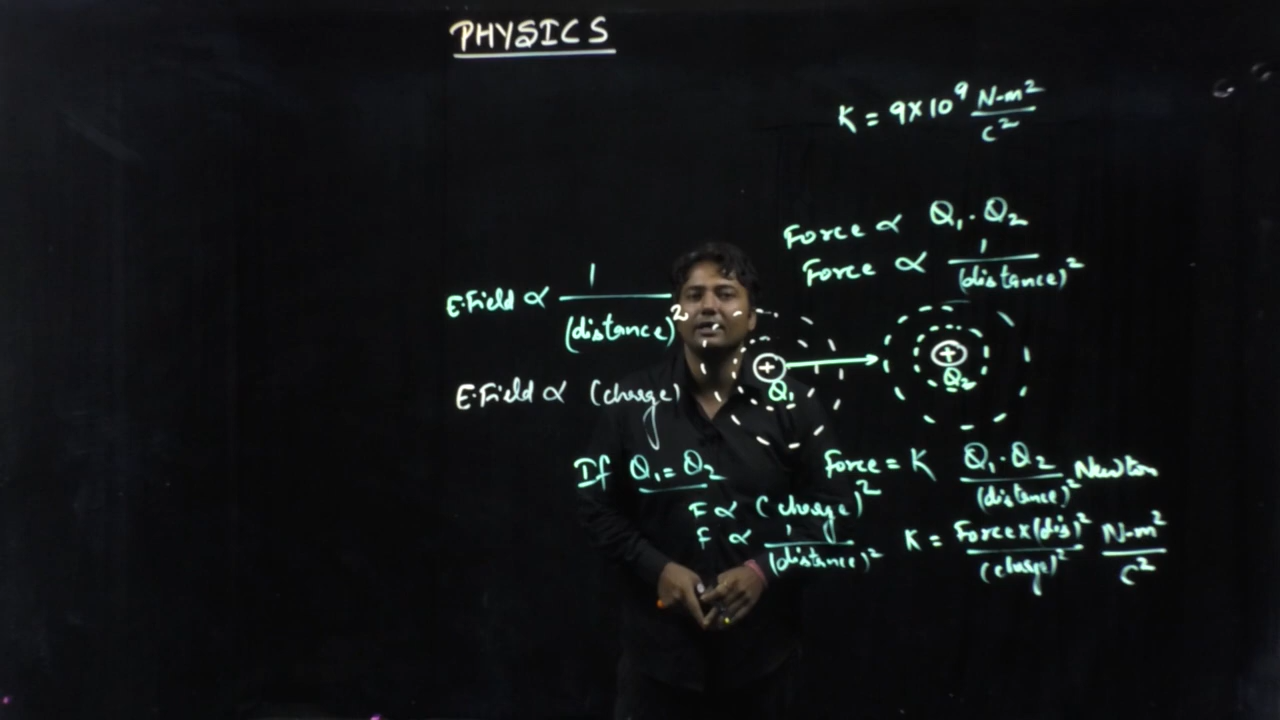 PHYSICS
K = 9×10⁹ N-m²/C²
Force ∝ Q₁·Q₂
Force ∝ 1/(distance)²
E.Field ∝ 1/(distance)²
E.Field ∝ (charge)
+ Q₁
+ Q₂
If Q₁=Q₂
F ∝ (charge)²
F ∝ 1/(distance)²
Force = K Q₁·Q₂/(distance)² Newton
K = Force×(dis)²/(charge)² N-m²/C²